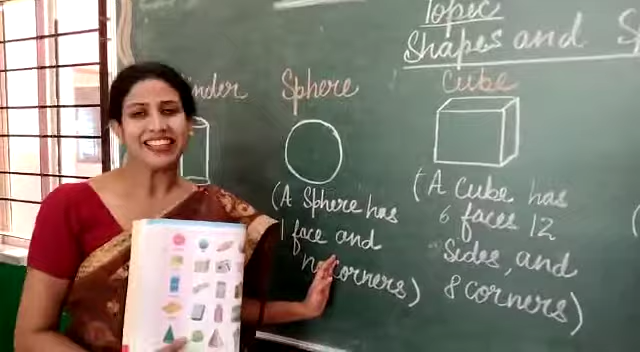 Topic
Shapes and
Sphere
Cube
(A Sphere has
1 face and
no corners)
(A Cube has
6 faces 12
Sides, and
8 corners)